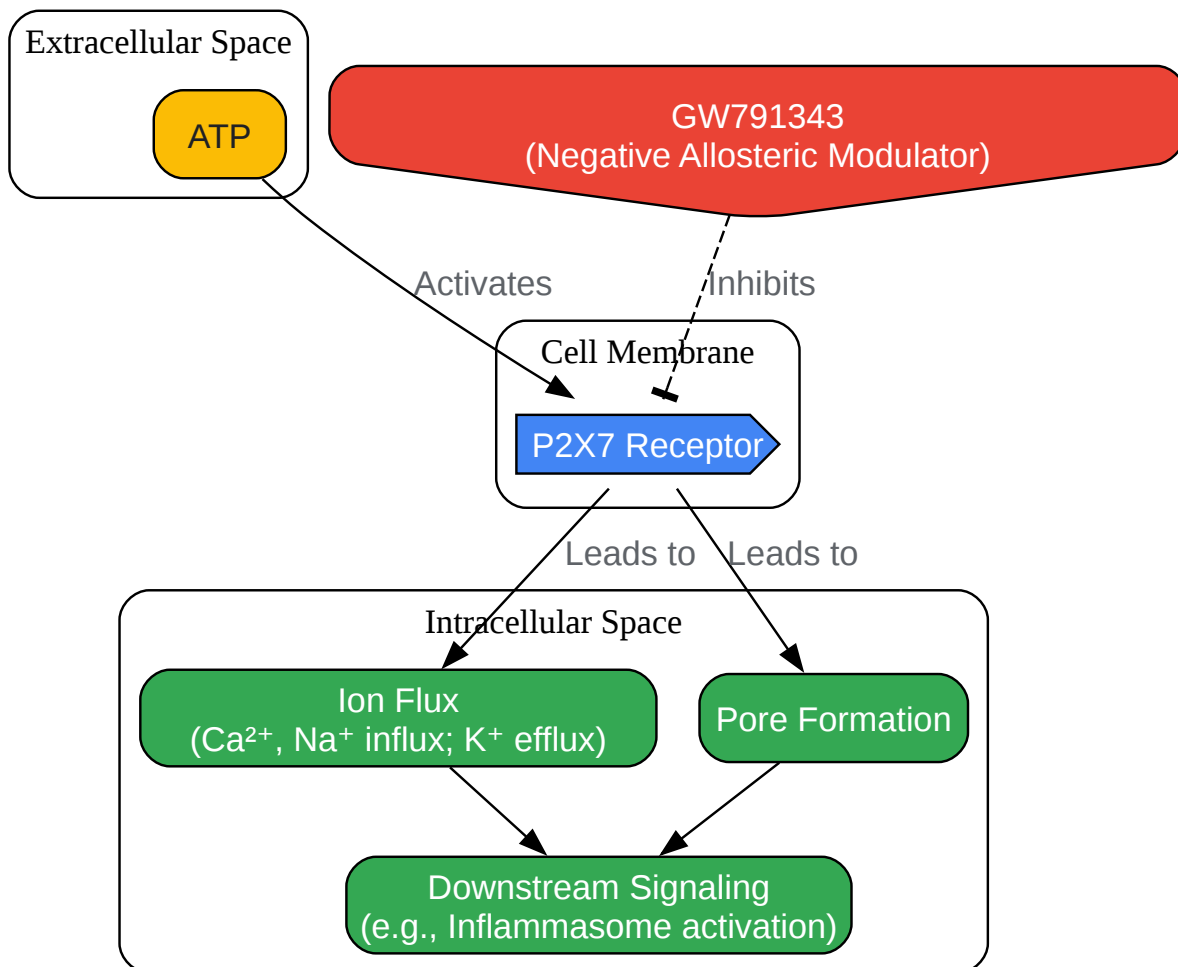 Extracellular Space
ATP
GW791343
(Negative Allosteric Modulator)
Activates
Inhibits
Cell Membrane
P2X7 Receptor
Leads to
Leads to
Intracellular Space
Ion Flux
(Ca²⁺, Na⁺ influx; K⁺ efflux)
Pore Formation
Downstream Signaling
(e.g., Inflammasome activation)